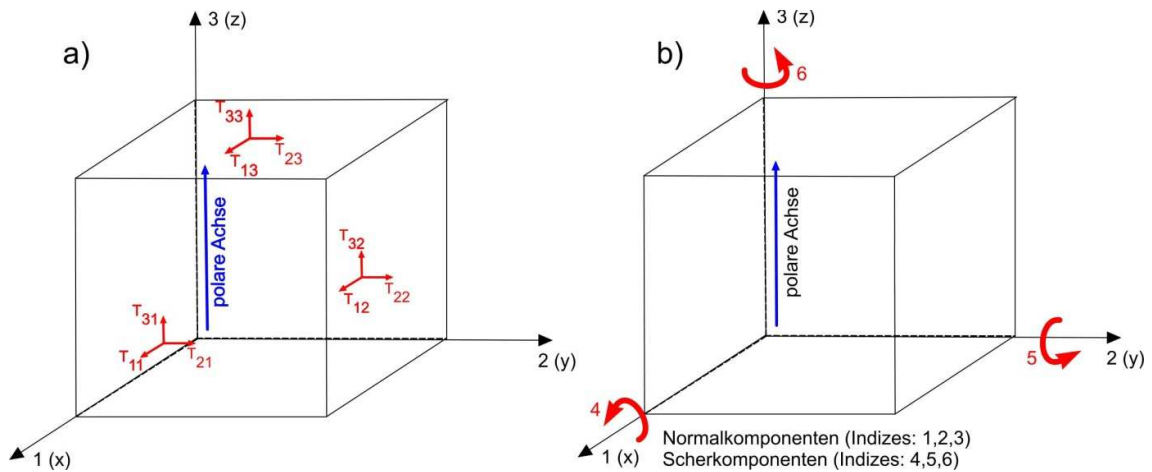 a)
3 (z)
T33
T23
T13
polare Achse
T32
T22
T12
T31
T21
T11
2 (y)
1 (x)
b)
3 (z)
6
polare Achse
5
2 (y)
4
1 (x)
Normalkomponenten (Indizes: 1,2,3)
Scherkomponenten (Indizes: 4,5,6)